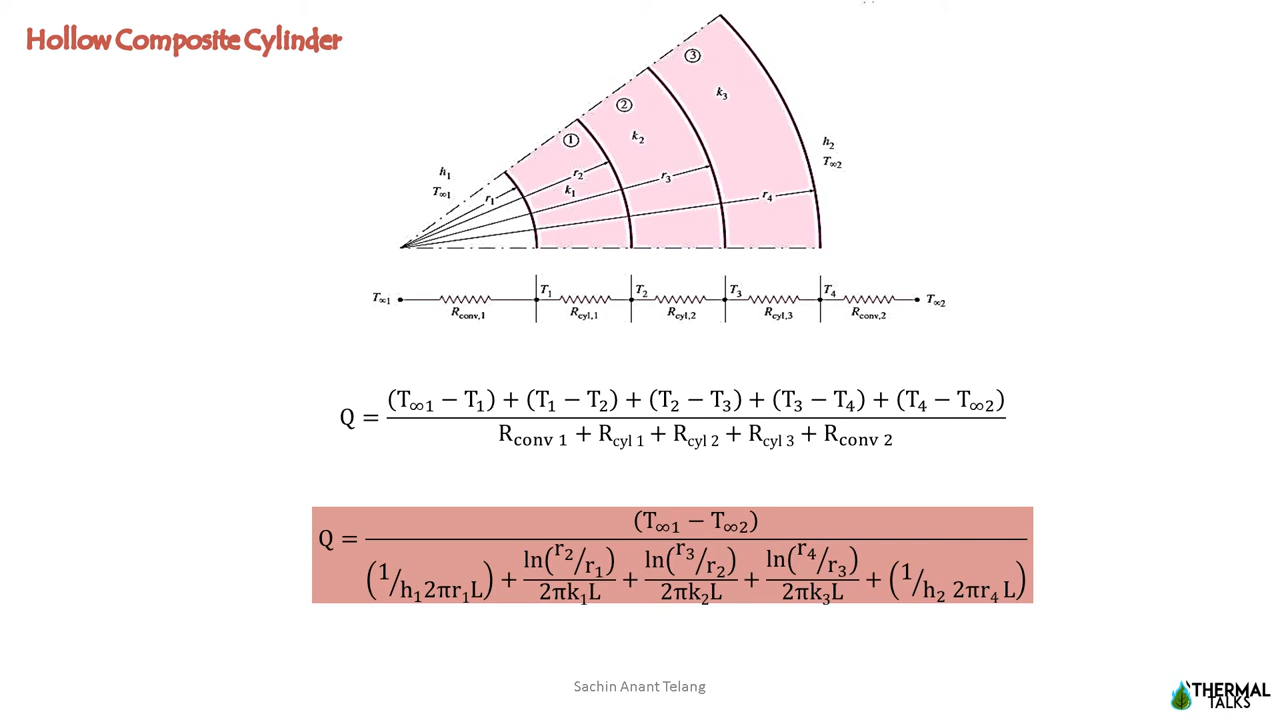 Hollow Composite Cylinder
③
k₃
②
k₂
①
h₂
T∞2
h₁
T∞1
r₁
r₂
k₁
r₃
r₄
T∞1
T₁
T₂
T₃
T₄
T∞2
Rconv,1
Rcyl,1
Rcyl,2
Rcyl,3
Rconv,2
Q = (T∞1 − T1) + (T1 − T2) + (T2 − T3) + (T3 − T4) + (T4 − T∞2)
Rconv 1 + Rcyl 1 + Rcyl 2 + Rcyl 3 + Rconv 2
Q = (T∞1 − T∞2)
(1/h₁2πr₁L) + ln(r₂/r₁)/2πk₁L + ln(r₃/r₂)/2πk₂L + ln(r₄/r₃)/2πk₃L + (1/h₂ 2πr₄ L)
Sachin Anant Telang
THERMAL
TALKS